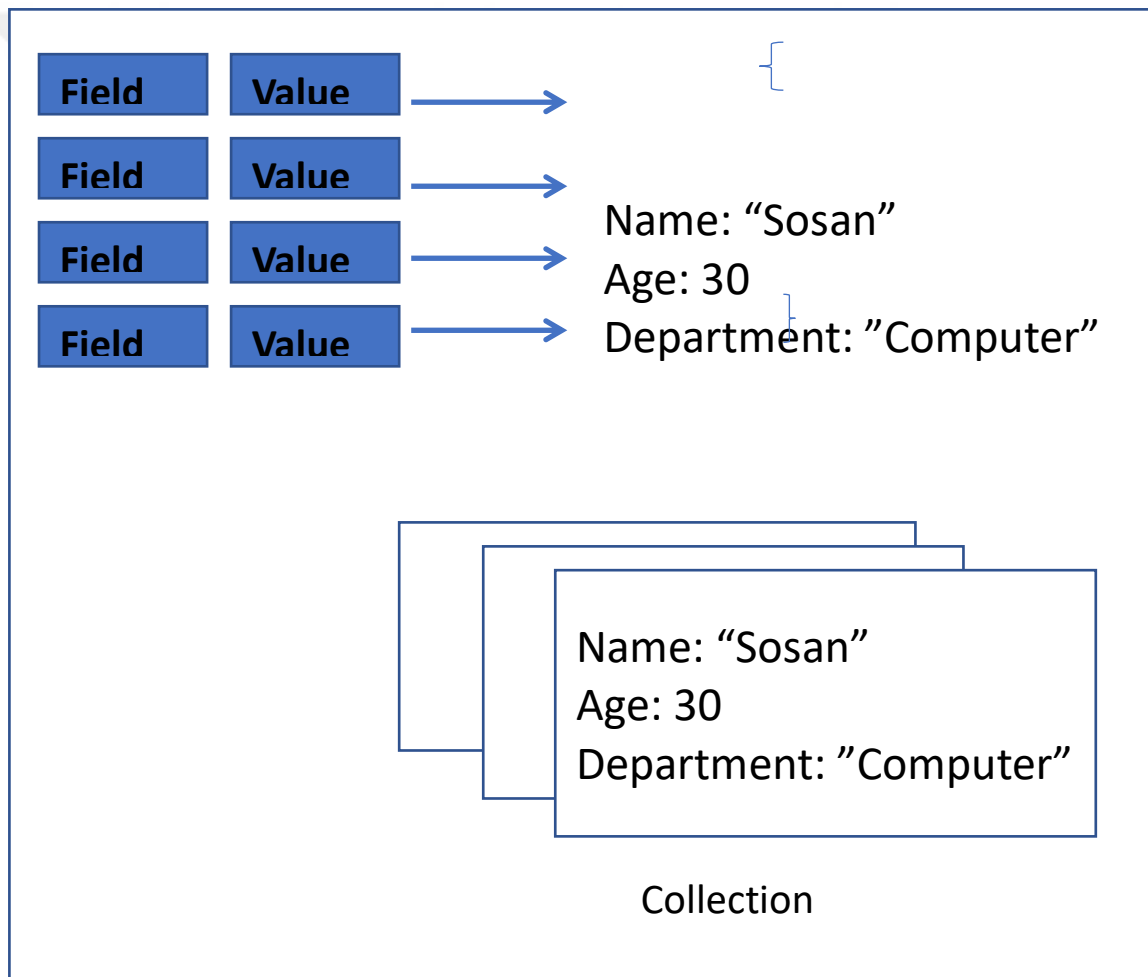 Field Value
Field Value
Field Value
Field Value
{
Name: “Sosan”
Age: 30
}
Department: ”Computer”
Name: “Sosan”
Age: 30
Department: ”Computer”
Collection